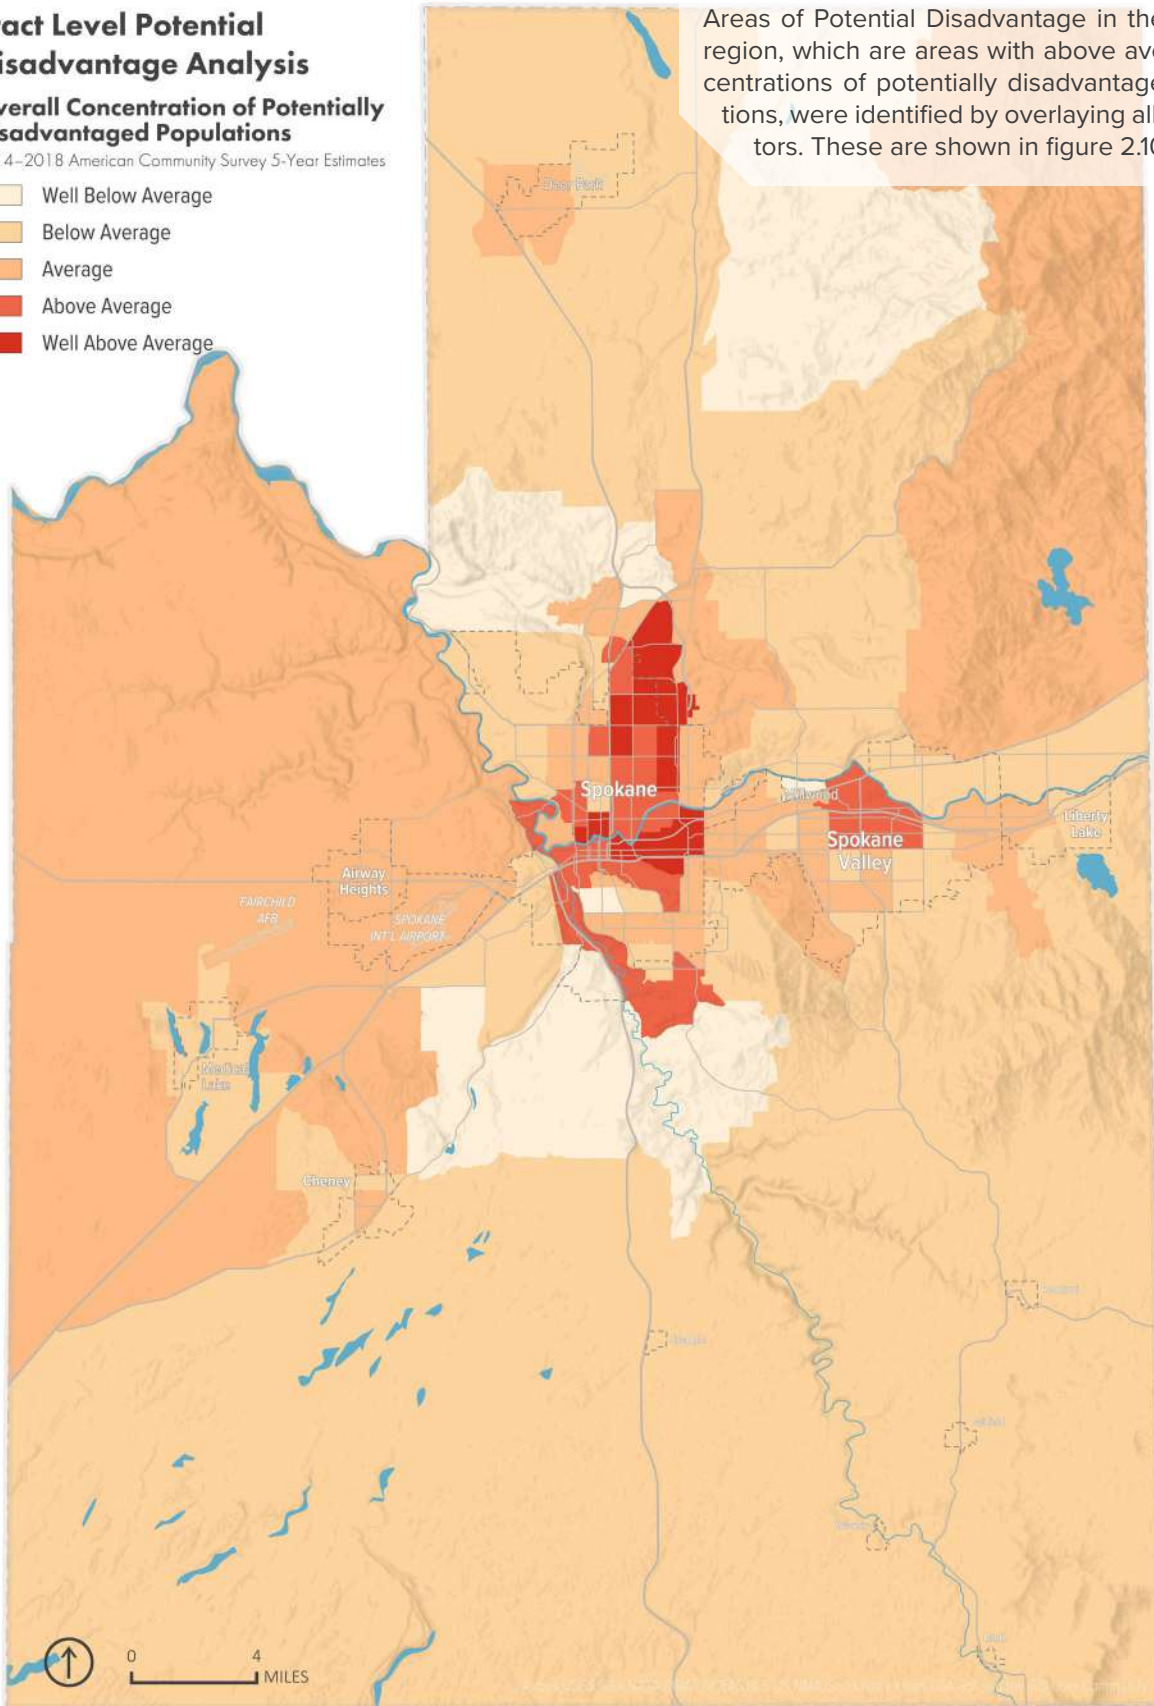 act Level Potential
isadvantage Analysis
verall Concentration of Potentially
sadvantaged Populations
4–2018 American Community Survey 5-Year Estimates
Well Below Average
Below Average
Average
Above Average
Well Above Average
Areas of Potential Disadvantage in the
region, which are areas with above ave
centrations of potentially disadvantage
tions, were identified by overlaying all
tors. These are shown in figure 2.10
Deer Park
Spokane
Millwood
Spokane
Valley
Liberty
Lake
Airway
Heights
FAIRCHILD
AFB
SPOKANE
INT'L AIRPORT
Medical
Lake
Cheney
0 4
MILES